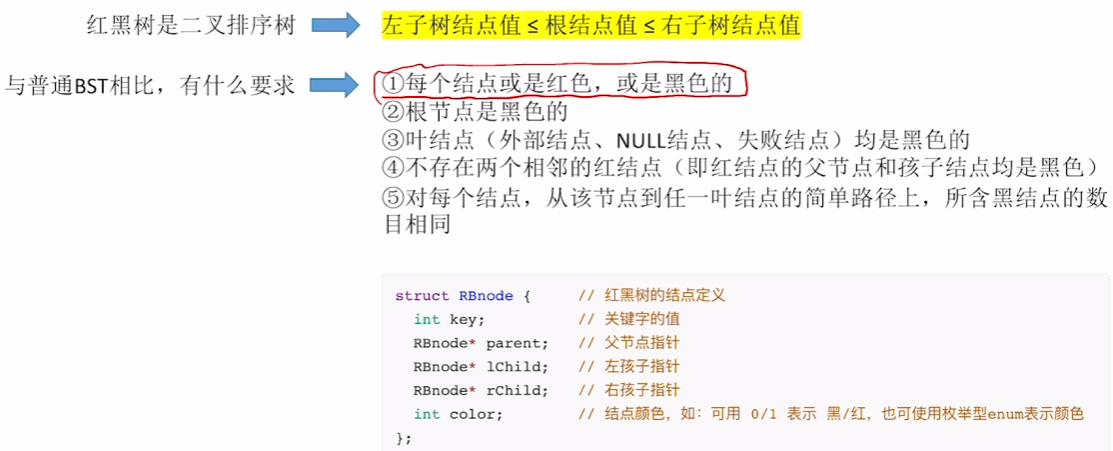 红黑树是二叉排序树
左子树结点值 ≤ 根结点值 ≤ 右子树结点值
与普通BST相比，有什么要求
①每个结点或是红色，或是黑色的
②根节点是黑色的
③叶结点（外部结点、NULL结点、失败结点）均是黑色的
④不存在两个相邻的红结点（即红结点的父节点和孩子结点均是黑色）
⑤对每个结点，从该节点到任一叶结点的简单路径上，所含黑结点的数
目相同
struct RBnode { // 红黑树的结点定义
int key; // 关键字的值
RBnode* parent; // 父节点指针
RBnode* lChild; // 左孩子指针
RBnode* rChild; // 右孩子指针
int color; // 结点颜色，如：可用 0/1 表示 黑/红，也可使用枚举型enum表示颜色
};